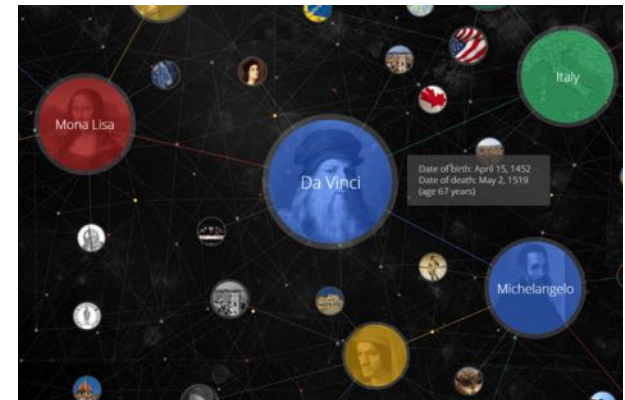 Italy
Mona Lisa
Da Vinci
Date of birth: April 15, 1452
Date of death: May 2, 1519
(age 67 years)
Michelangelo